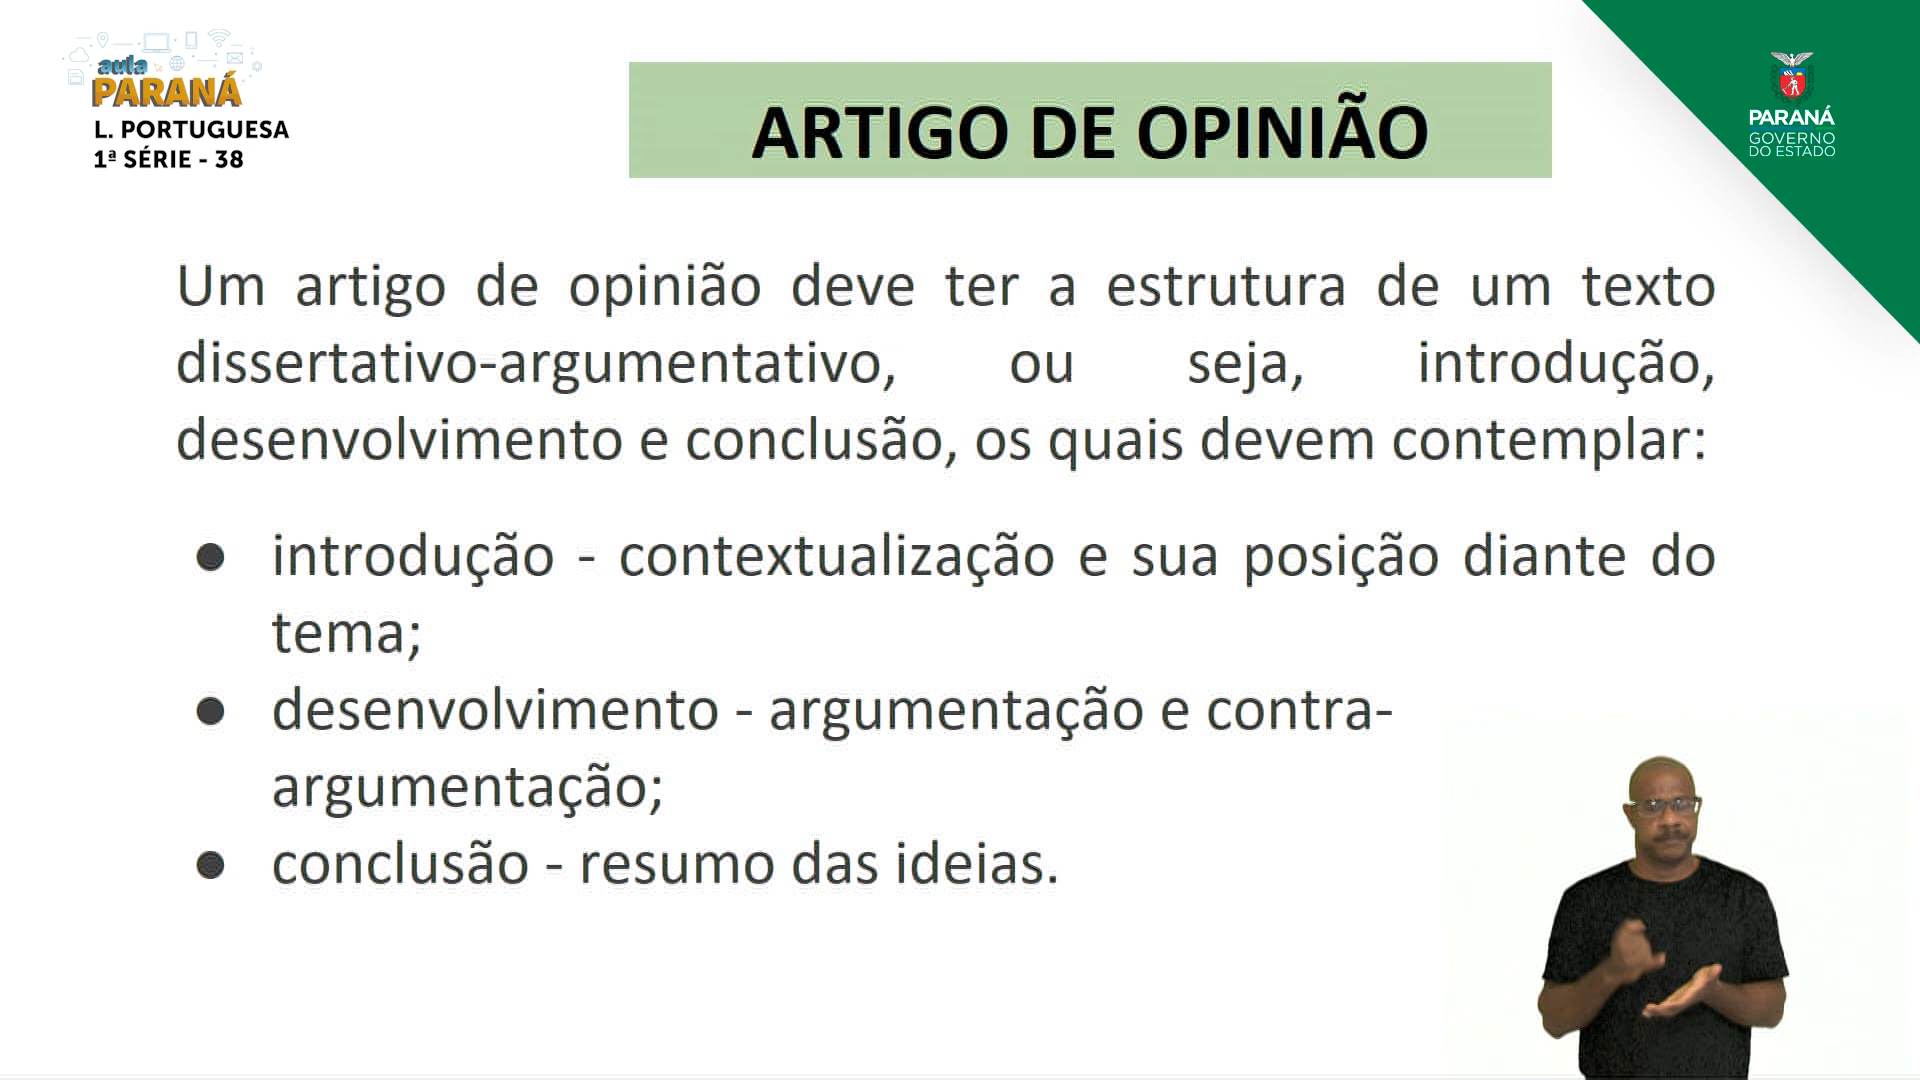 aula
PARANÁ
L. PORTUGUESA
1ª SÉRIE - 38
ARTIGO DE OPINIÃO
PARANÁ
GOVERNO
DO ESTADO
Um artigo de opinião deve ter a estrutura de um texto
dissertativo-argumentativo, ou seja, introdução,
desenvolvimento e conclusão, os quais devem contemplar:
● introdução - contextualização e sua posição diante do
tema;
● desenvolvimento - argumentação e contra-
argumentação;
● conclusão - resumo das ideias.